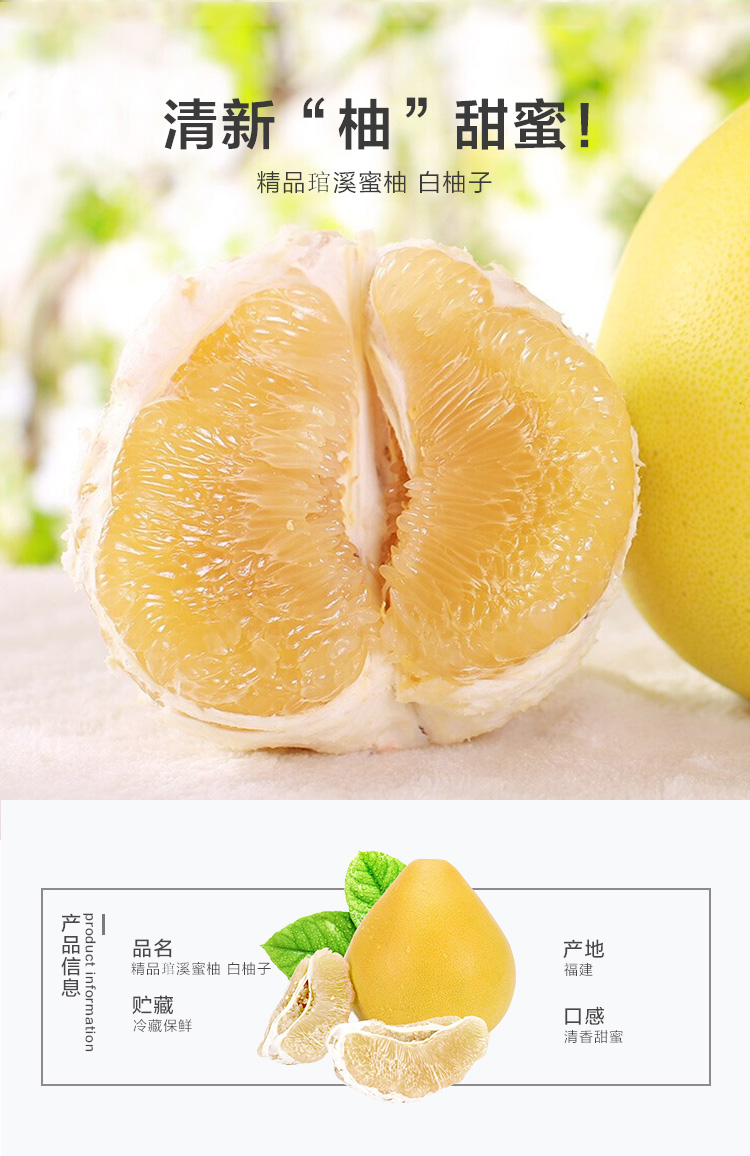 清新“柚”甜蜜！
精品琯溪蜜柚 白柚子
产品信息
product information
品名
精品琯溪蜜柚 白柚子
贮藏
冷藏保鲜
产地
福建
口感
清香甜蜜